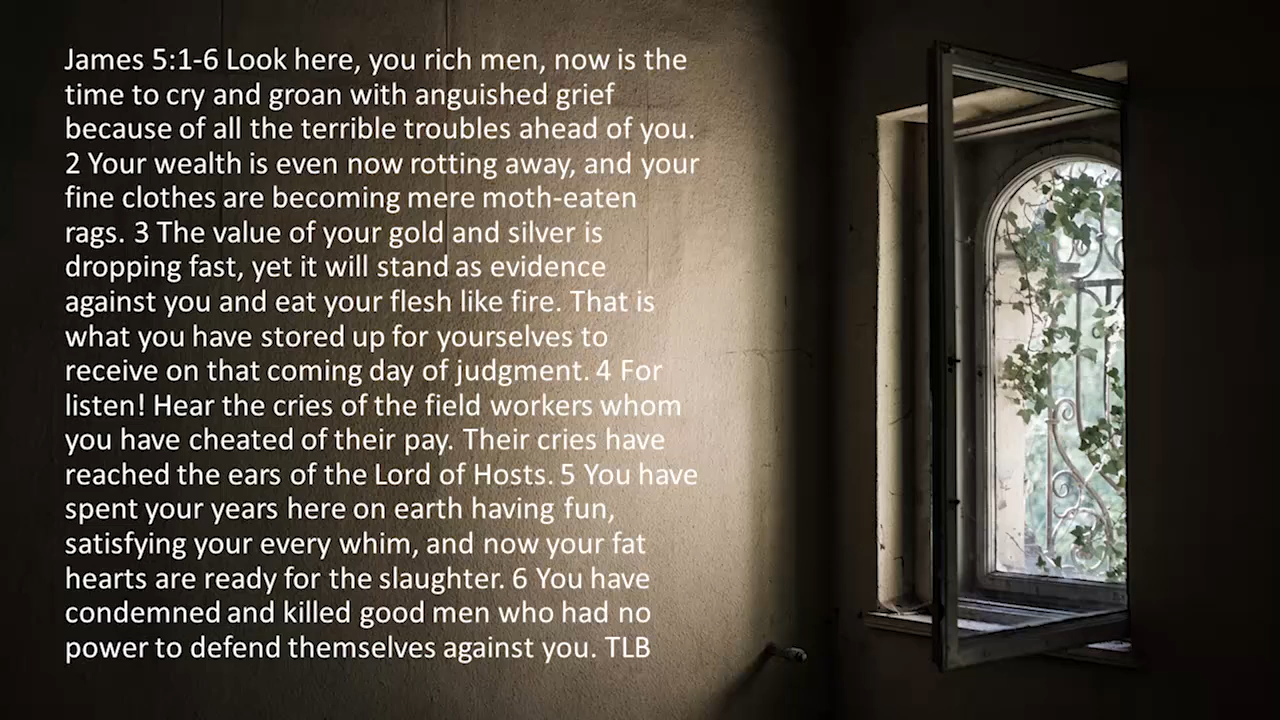 James 5:1-6 Look here, you rich men, now is the
time to cry and groan with anguished grief
because of all the terrible troubles ahead of you.
2 Your wealth is even now rotting away, and your
fine clothes are becoming mere moth-eaten
rags. 3 The value of your gold and silver is
dropping fast, yet it will stand as evidence
against you and eat your flesh like fire. That is
what you have stored up for yourselves to
receive on that coming day of judgment. 4 For
listen! Hear the cries of the field workers whom
you have cheated of their pay. Their cries have
reached the ears of the Lord of Hosts. 5 You have
spent your years here on earth having fun,
satisfying your every whim, and now your fat
hearts are ready for the slaughter. 6 You have
condemned and killed good men who had no
power to defend themselves against you. TLB